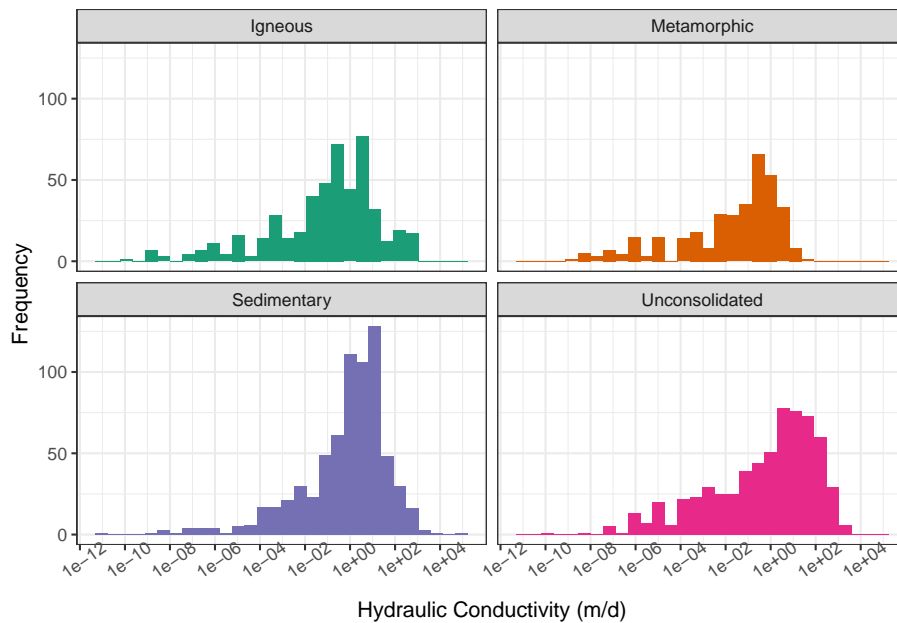 Igneous Metamorphic
100
50
0
Sedimentary Unconsolidated
100
50
0
1e−12 1e−10 1e−08 1e−06 1e−04 1e−02 1e+00 1e+02 1e+04 1e−12 1e−10 1e−08 1e−06 1e−04 1e−02 1e+00 1e+02 1e+04
Hydraulic Conductivity (m/d)
Frequency